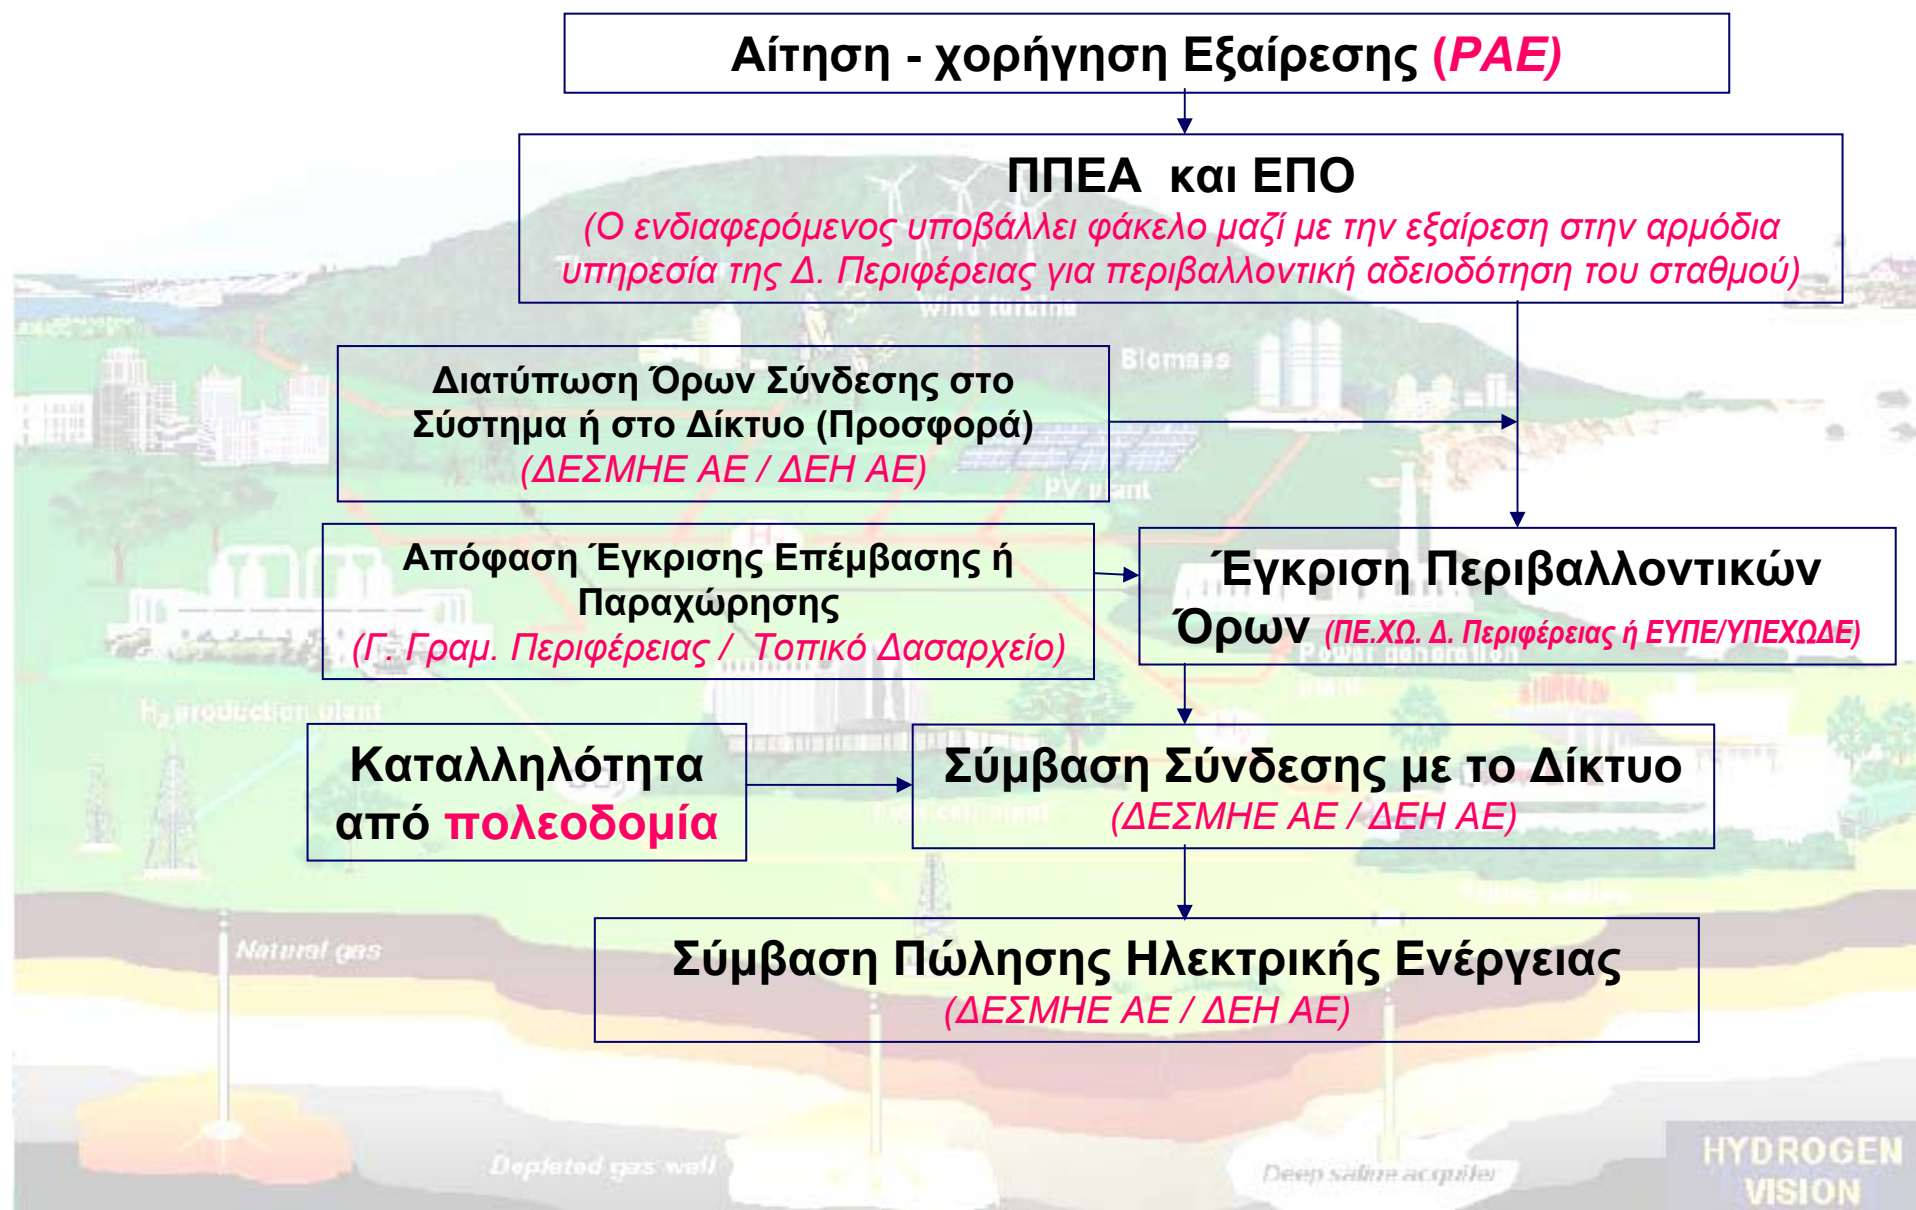 Αίτηση - χορήγηση Εξαίρεσης (ΡΑΕ)
ΠΠΕΑ και ΕΠΟ
(Ο ενδιαφερόμενος υποβάλλει φάκελο μαζί με την εξαίρεση στην αρμόδια
υπηρεσία της Δ. Περιφέρειας για περιβαλλοντική αδειοδότηση του σταθμού)
Wind turbine
Biomass
Διατύπωση Όρων Σύνδεσης στο
Σύστημα ή στο Δίκτυο (Προσφορά)
(ΔΕΣΜΗΕ ΑΕ / ΔΕΗ ΑΕ)
PV plant
Απόφαση Έγκρισης Επέμβασης ή
Παραχώρησης
(Γ. Γραμ. Περιφέρειας / Τοπικό Δασαρχείο)
Έγκριση Περιβαλλοντικών
Όρων (ΠΕ.ΧΩ. Δ. Περιφέρειας ή ΕΥΠΕ/ΥΠΕΧΩΔΕ)
Power generation
plant
H₂ production plant
Καταλληλότητα
από πολεοδομία
Σύμβαση Σύνδεσης με το Δίκτυο
(ΔΕΣΜΗΕ ΑΕ / ΔΕΗ ΑΕ)
Σύμβαση Πώλησης Ηλεκτρικής Ενέργειας
(ΔΕΣΜΗΕ ΑΕ / ΔΕΗ ΑΕ)
Natural gas
Depleted gas well
Deep saline acquifer
HYDROGEN
VISION